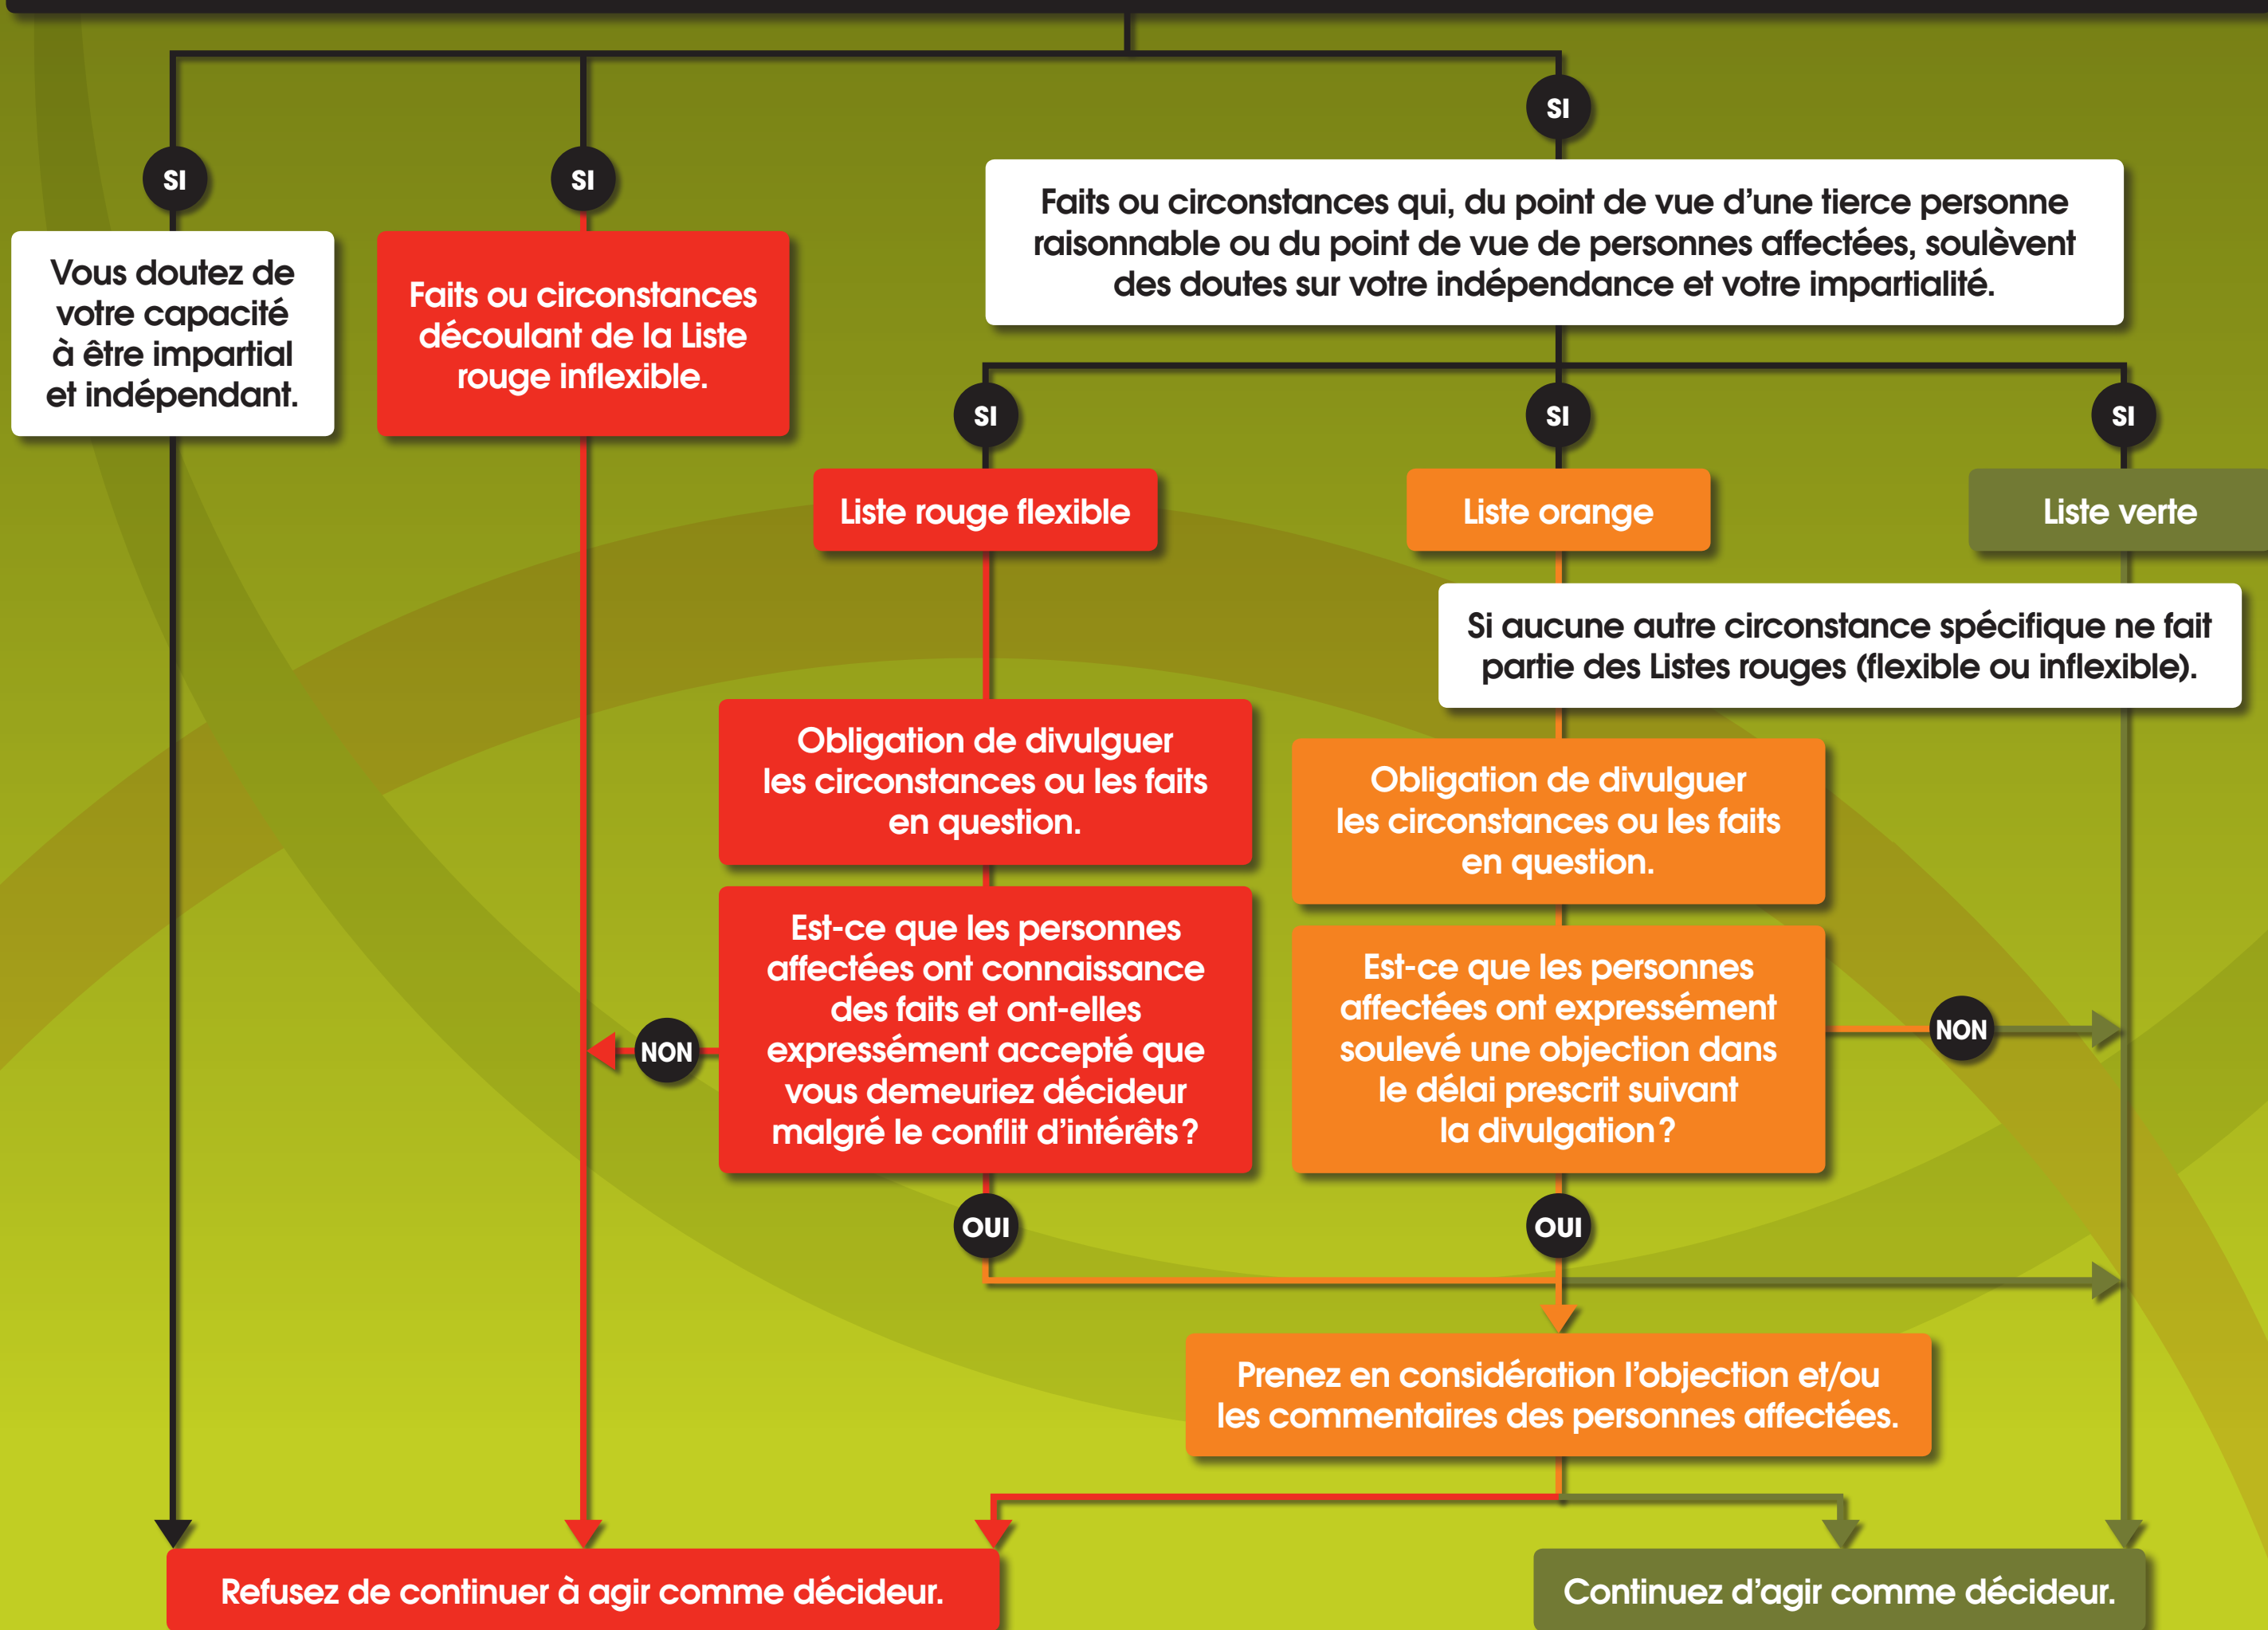 SI
SI
SI
Vous doutez de
votre capacité
à être impartial
et indépendant.
Faits ou circonstances
découlant de la Liste
rouge inflexible.
Faits ou circonstances qui, du point de vue d’une tierce personne
raisonnable ou du point de vue de personnes affectées, soulèvent
des doutes sur votre indépendance et votre impartialité.
SI
SI
SI
Liste rouge flexible
Liste orange
Liste verte
Si aucune autre circonstance spécifique ne fait
partie des Listes rouges (flexible ou inflexible).
Obligation de divulguer
les circonstances ou les faits
en question.
Obligation de divulguer
les circonstances ou les faits
en question.
Est-ce que les personnes
affectées ont connaissance
des faits et ont-elles
expressément accepté que
vous demeuriez décideur
malgré le conflit d’intérêts ?
NON
Est-ce que les personnes
affectées ont expressément
soulevé une objection dans
le délai prescrit suivant
la divulgation ?
NON
OUI
OUI
Prenez en considération l’objection et/ou
les commentaires des personnes affectées.
Refusez de continuer à agir comme décideur.
Continuez d’agir comme décideur.